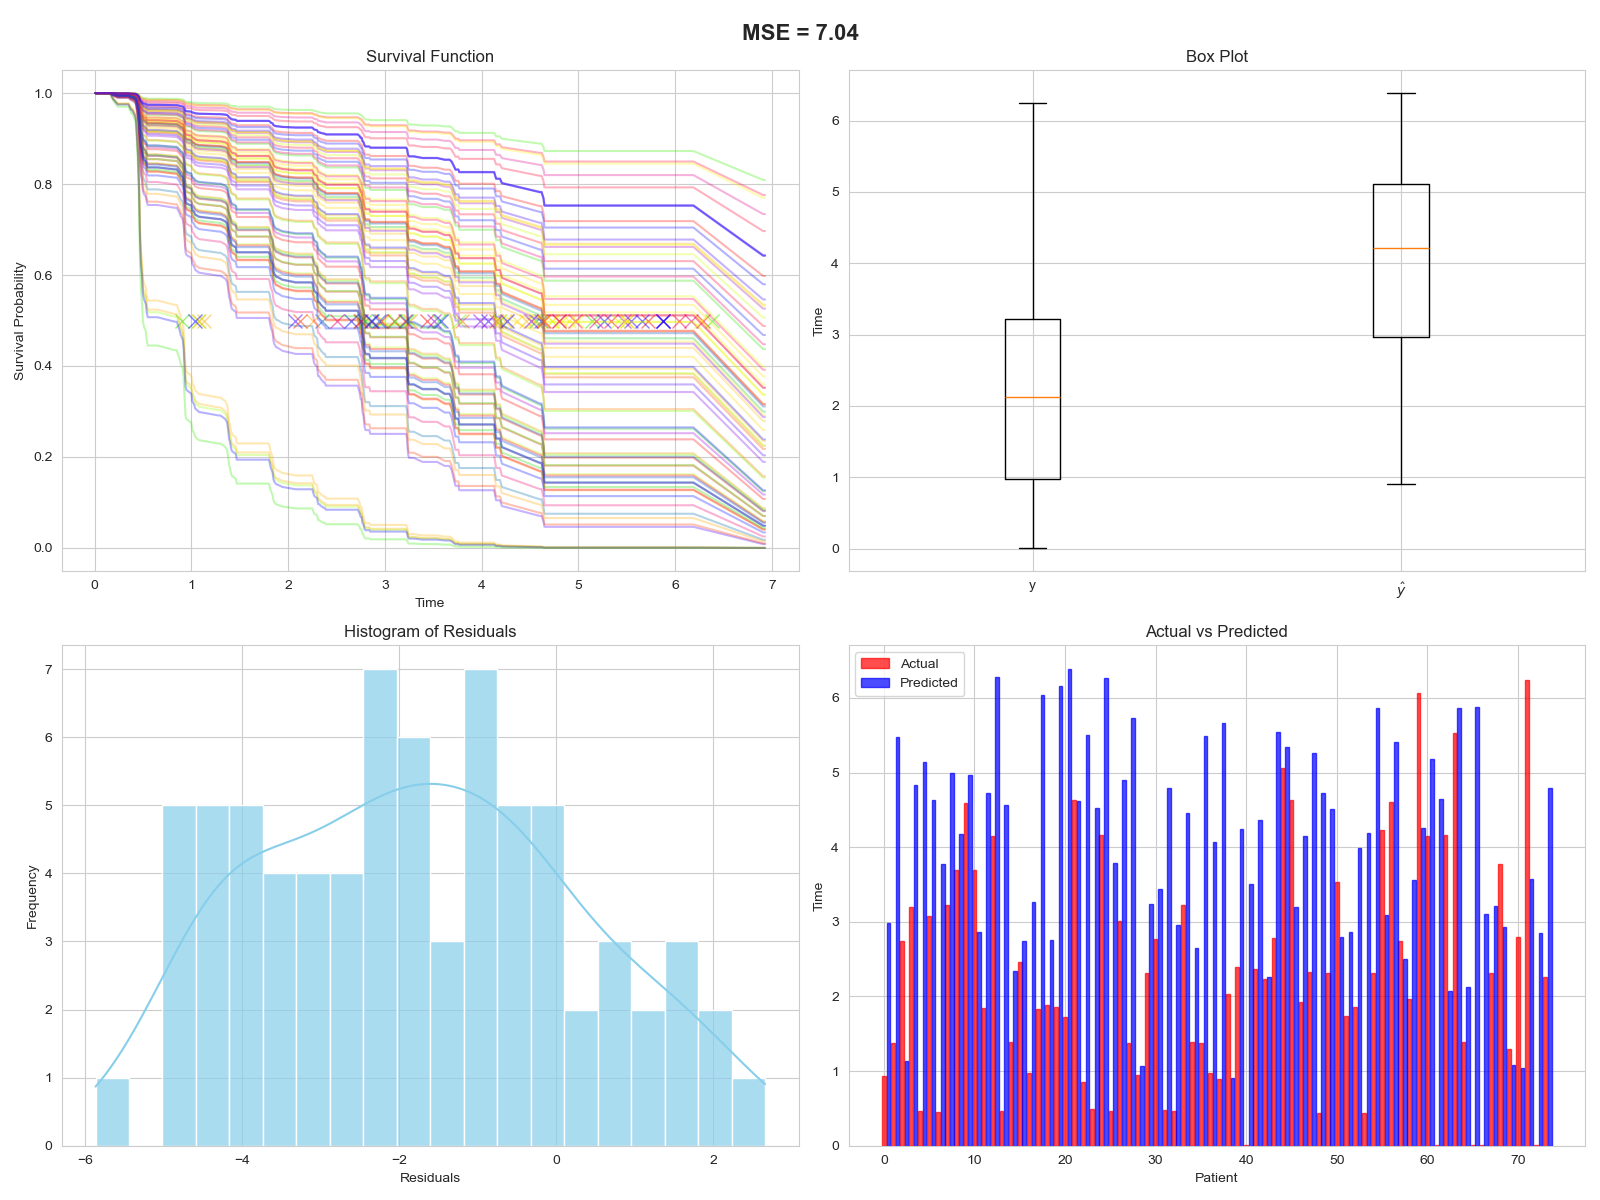 MSE = 7.04
Survival Function
Survival Probability
1.0
0.8
0.6
0.4
0.2
0.0
0 1 2 3 4 5 6 7
Time
Box Plot
Time
6
5
4
3
2
1
0
y ŷ
Histogram of Residuals
Frequency
7
6
5
4
3
2
1
0
−6 −4 −2 0 2
Residuals
Actual vs Predicted
Actual
Predicted
Time
6
5
4
3
2
1
0
0 10 20 30 40 50 60 70
Patient